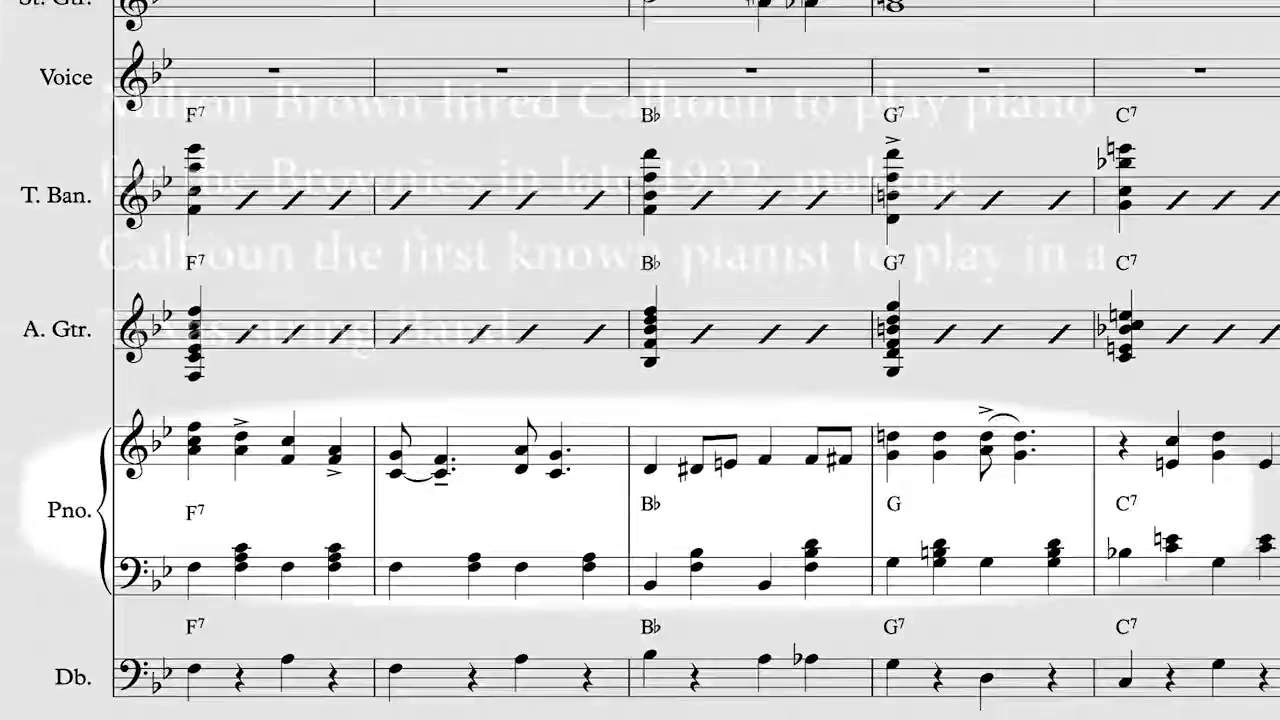 St. Gtr.
Voice
Milton Brown hired Calhoun to play piano
F7 Bb G7 C7
for the Brownies in late 1932, making
T. Ban.
Calhoun the first known pianist to play in a
F7 Bb G7 C7
A. Gtr.
Texas string band.
Pno.
F7 Bb G C7
F7 Bb G7 C7
Db.